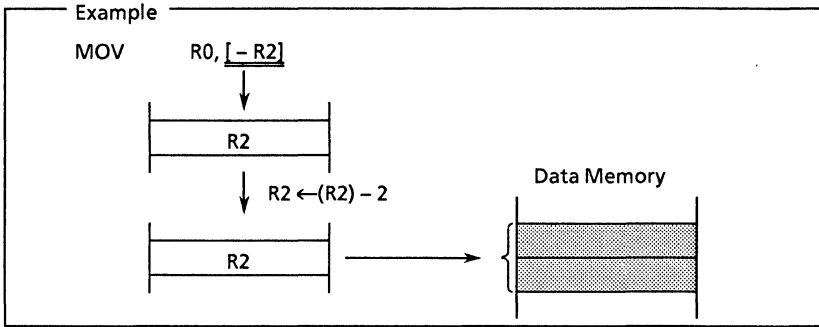 Example
MOV R0, [ – R2]
R2
R2 ←(R2) – 2
Data Memory
R2